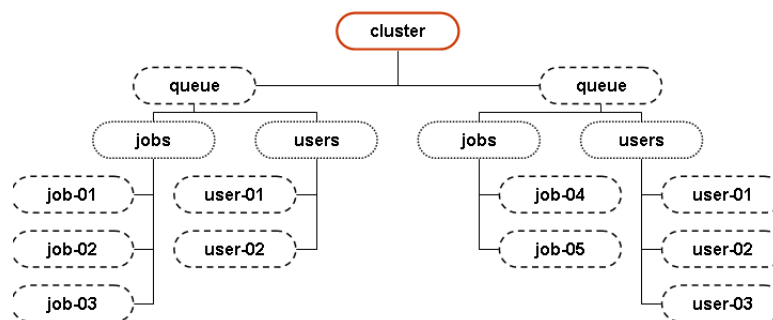 cluster
queue
queue
jobs
users
jobs
users
job-01
user-01
job-04
user-01
job-02
user-02
job-05
user-02
job-03
user-03